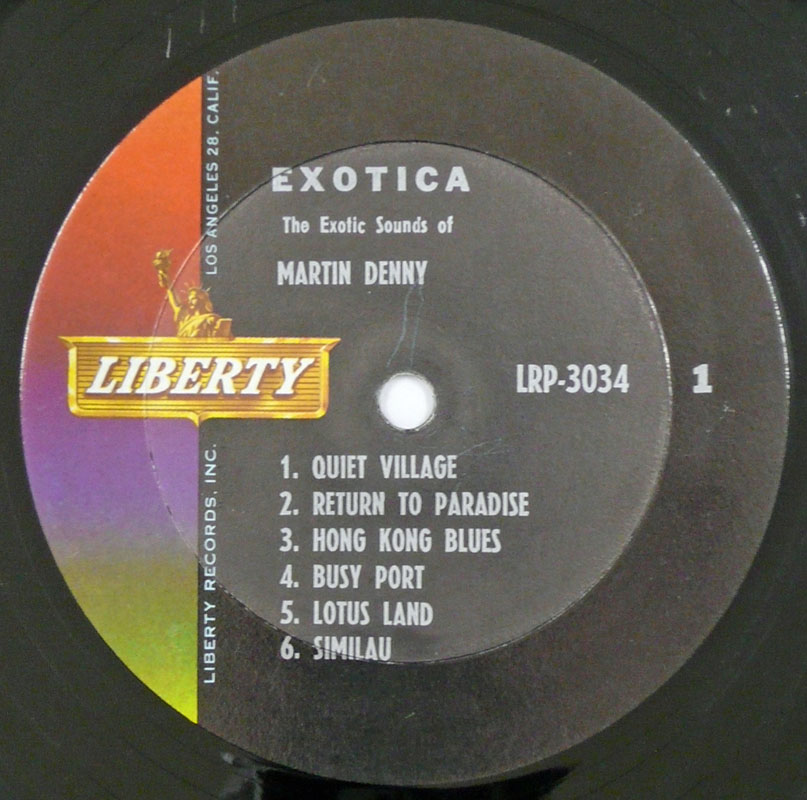 EXOTICA
The Exotic Sounds of
MARTIN DENNY
LIBERTY
LRP-3034 1
1. QUIET VILLAGE
2. RETURN TO PARADISE
3. HONG KONG BLUES
4. BUSY PORT
5. LOTUS LAND
6. SIMILAU
LIBERTY RECORDS, INC. LOS ANGELES 28, CALIF.